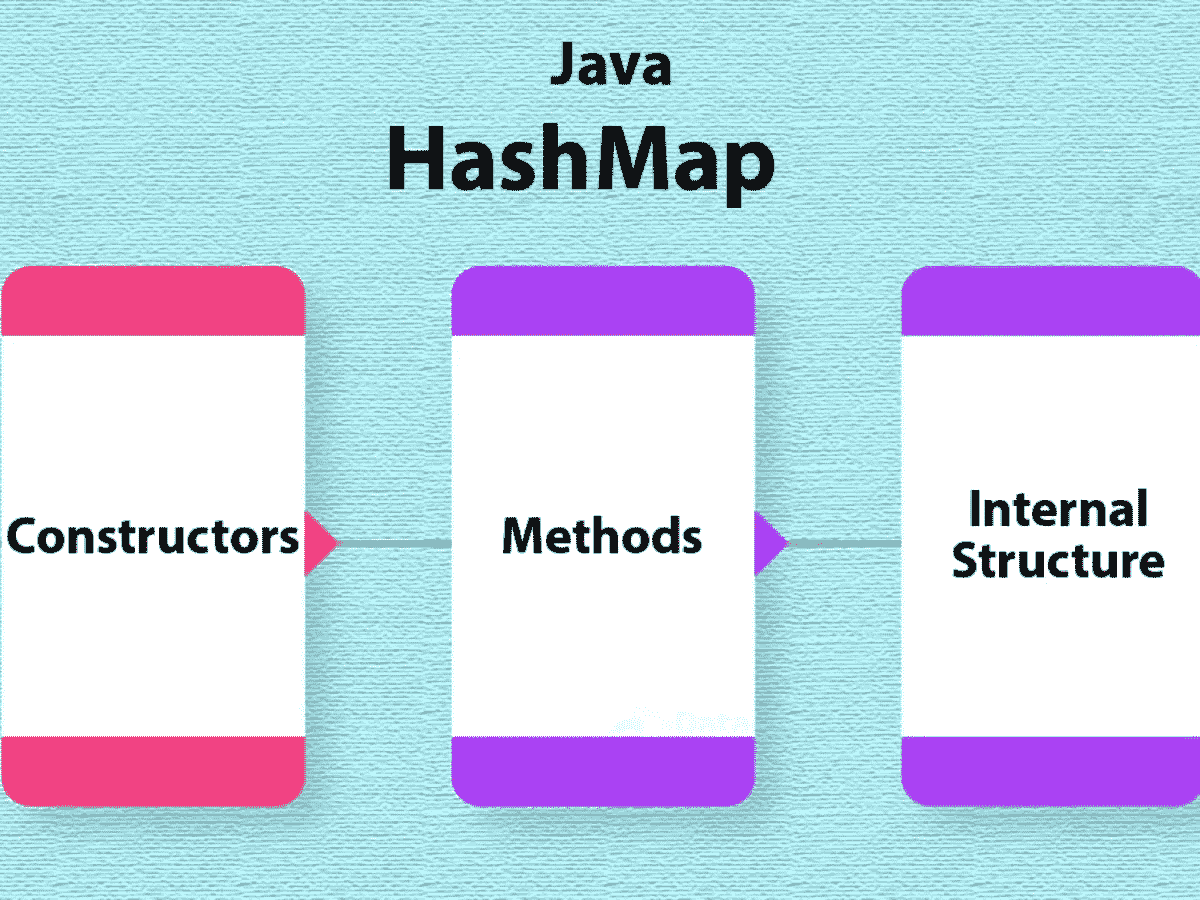 Java
HashMap
Constructors
Methods
Internal
Structure